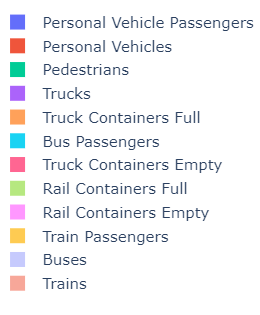 Personal Vehicle Passengers
Personal Vehicles
Pedestrians
Trucks
Truck Containers Full
Bus Passengers
Truck Containers Empty
Rail Containers Full
Rail Containers Empty
Train Passengers
Buses
Trains